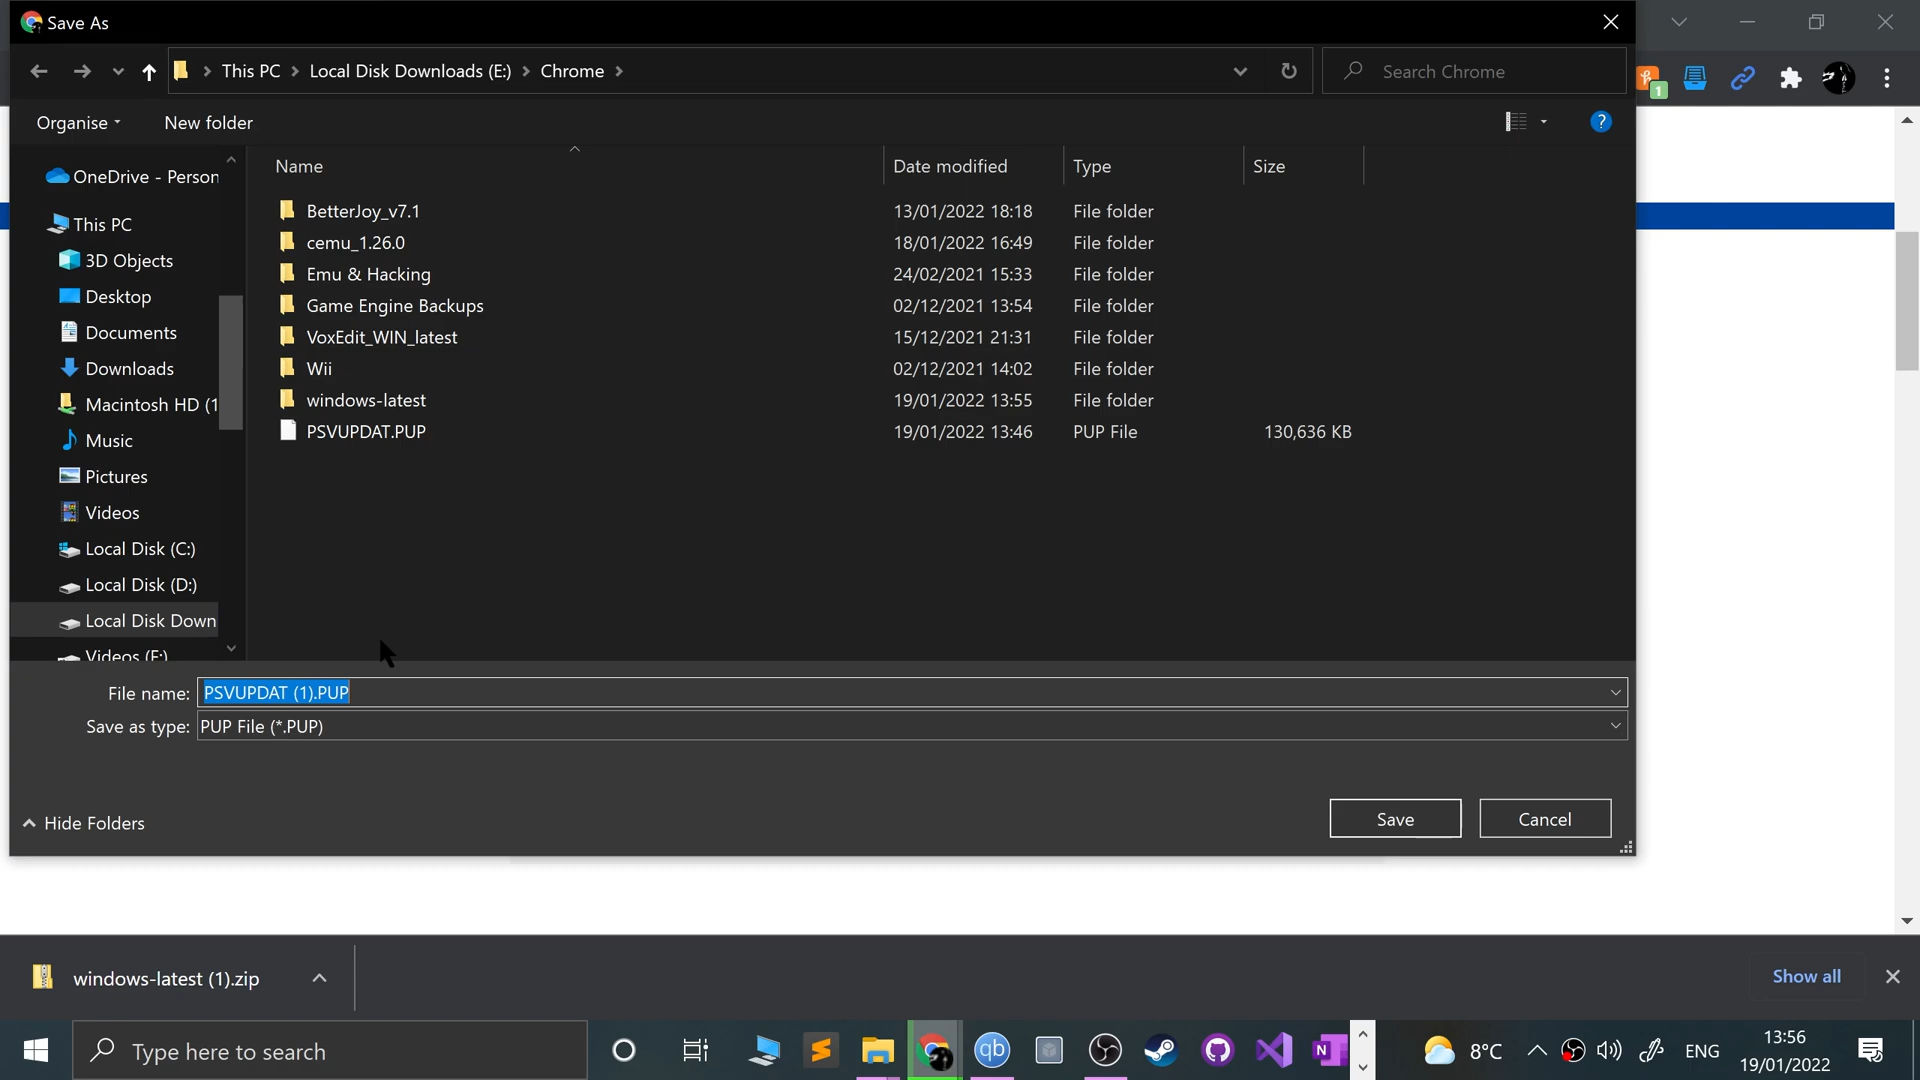 Save As
This PC
Local Disk Downloads (E:)
Chrome
Search Chrome
1
Organise
New folder
?
Name
Date modified
Type
Size
OneDrive - Person
This PC
3D Objects
Desktop
Documents
Downloads
Macintosh HD (1
Music
Pictures
Videos
Local Disk (C:)
Local Disk (D:)
Local Disk Down
Videos (F:)
BetterJoy_v7.1 13/01/2022 18:18 File folder
cemu_1.26.0 18/01/2022 16:49 File folder
Emu & Hacking 24/02/2021 15:33 File folder
Game Engine Backups 02/12/2021 13:54 File folder
VoxEdit_WIN_latest 15/12/2021 21:31 File folder
Wii 02/12/2021 14:02 File folder
windows-latest 19/01/2022 13:55 File folder
PSVUPDAT.PUP 19/01/2022 13:46 PUP File 130,636 KB
File name: PSVUPDAT (1).PUP
Save as type: PUP File (*.PUP)
Hide Folders
Save
Cancel
windows-latest (1).zip
Show all
Type here to search
qb
N
8°C
ENG
13:56
19/01/2022